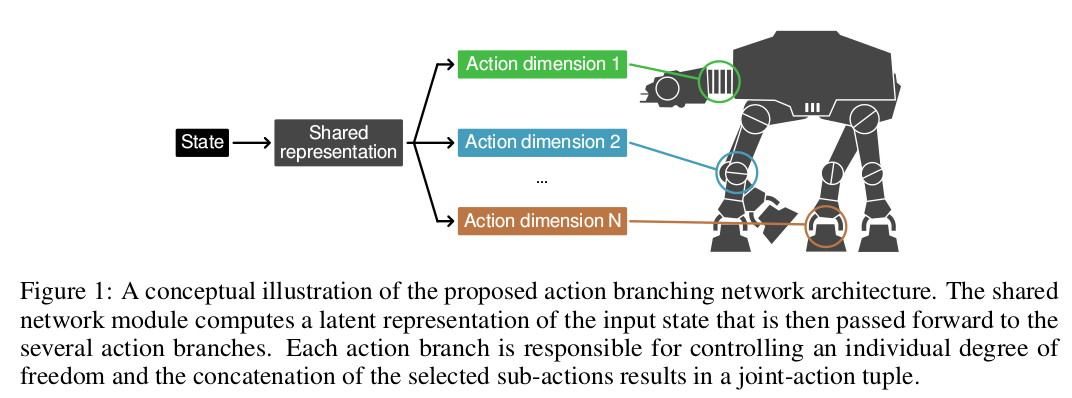 State
Shared
representation
Action dimension 1
Action dimension 2
...
Action dimension N
Figure 1: A conceptual illustration of the proposed action branching network architecture. The shared
network module computes a latent representation of the input state that is then passed forward to the
several action branches. Each action branch is responsible for controlling an individual degree of
freedom and the concatenation of the selected sub-actions results in a joint-action tuple.